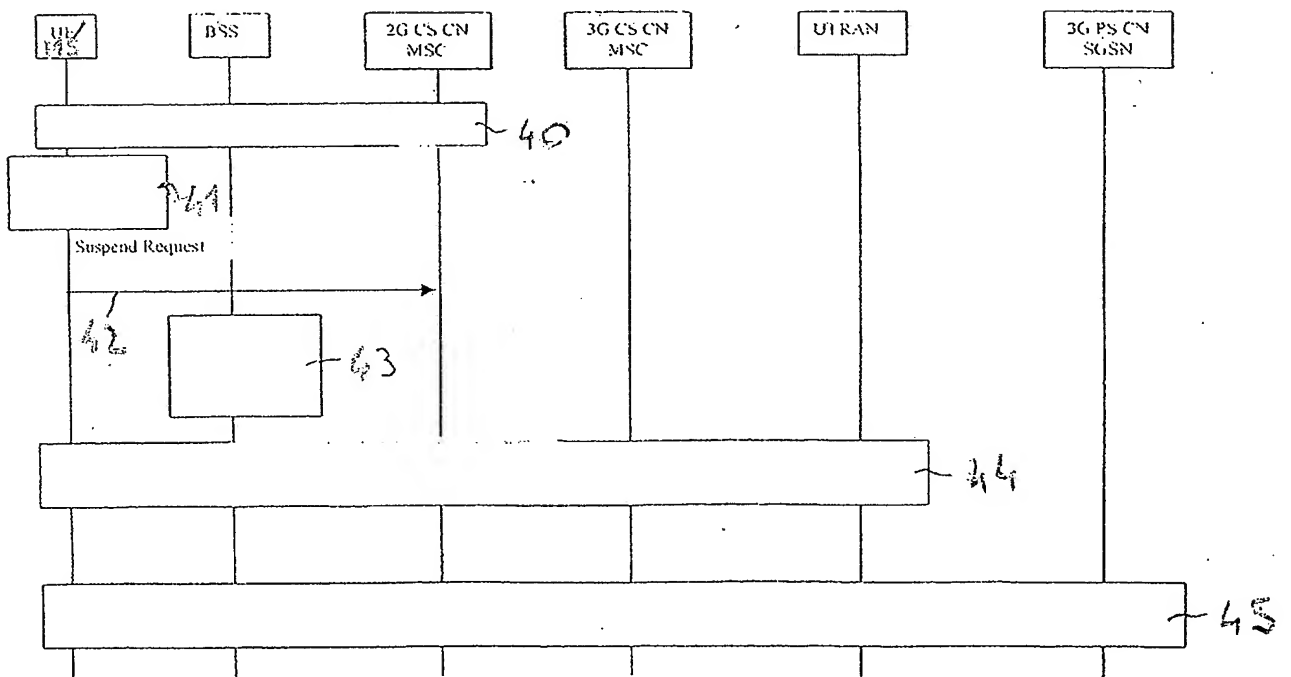 UE/
MS
BSS
2G CS CN
MSC
3G CS CN
MSC
UTRAN
3G PS CN
SGSN
40
41
Suspend Request
42
43
44
45